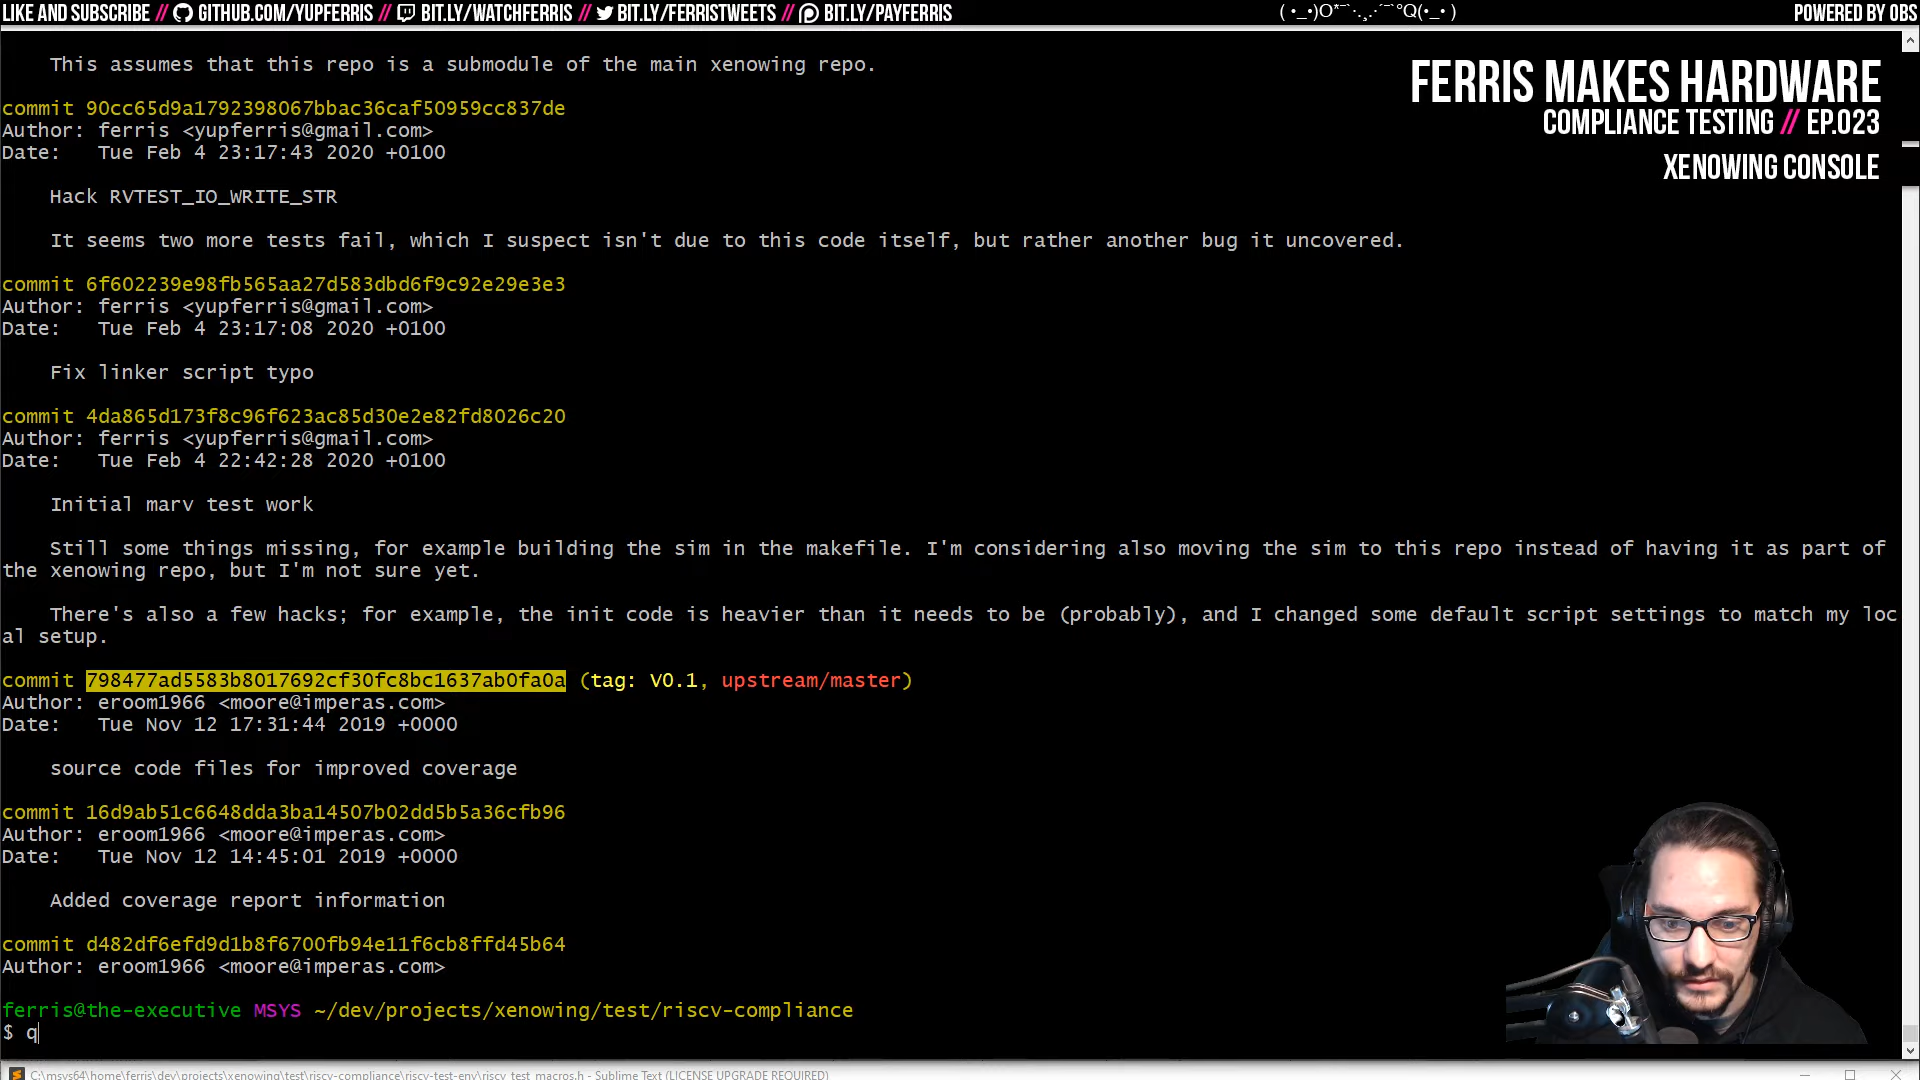 LIKE AND SUBSCRIBE // GITHUB.COM/YUPFERRIS // BIT.LY/WATCHFERRIS // BIT.LY/FERRISTWEETS // BIT.LY/PAYFERRIS
POWERED BY OBS
FERRIS MAKES HARDWARE
COMPLIANCE TESTING // EP.023
XENOWING CONSOLE
This assumes that this repo is a submodule of the main xenowing repo.
commit 90cc65d9a1792398067bbac36caf50959cc837de
Author: ferris <yupferris@gmail.com>
Date:   Tue Feb 4 23:17:43 2020 +0100
Hack RVTEST_IO_WRITE_STR
It seems two more tests fail, which I suspect isn't due to this code itself, but rather another bug it uncovered.
commit 6f602239e98fb565aa27d583dbd6f9c92e29e3e3
Author: ferris <yupferris@gmail.com>
Date:   Tue Feb 4 23:17:08 2020 +0100
Fix linker script typo
commit 4da865d173f8c96f623ac85d30e2e82fd8026c20
Author: ferris <yupferris@gmail.com>
Date:   Tue Feb 4 22:42:28 2020 +0100
Initial marv test work
Still some things missing, for example building the sim in the makefile. I'm considering also moving the sim to this repo instead of having it as part of
the xenowing repo, but I'm not sure yet.
There's also a few hacks; for example, the init code is heavier than it needs to be (probably), and I changed some default script settings to match my loc
al setup.
commit 798477ad5583b8017692cf30fc8bc1637ab0fa0a (tag: V0.1, upstream/master)
Author: eroom1966 <moore@imperas.com>
Date:   Tue Nov 12 17:31:44 2019 +0000
source code files for improved coverage
commit 16d9ab51c6648dda3ba14507b02dd5b5a36cfb96
Author: eroom1966 <moore@imperas.com>
Date:   Tue Nov 12 14:45:01 2019 +0000
Added coverage report information
commit d482df6efd9d1b8f6700fb94e11f6cb8ffd45b64
Author: eroom1966 <moore@imperas.com>
ferris@the-executive MSYS ~/dev/projects/xenowing/test/riscv-compliance
$ q
C:\msys64\home\ferris\dev\projects\xenowing\test\riscv-compliance\riscv-test-env\riscv_test_macros.h - Sublime Text (LICENSE UPGRADE REQUIRED)